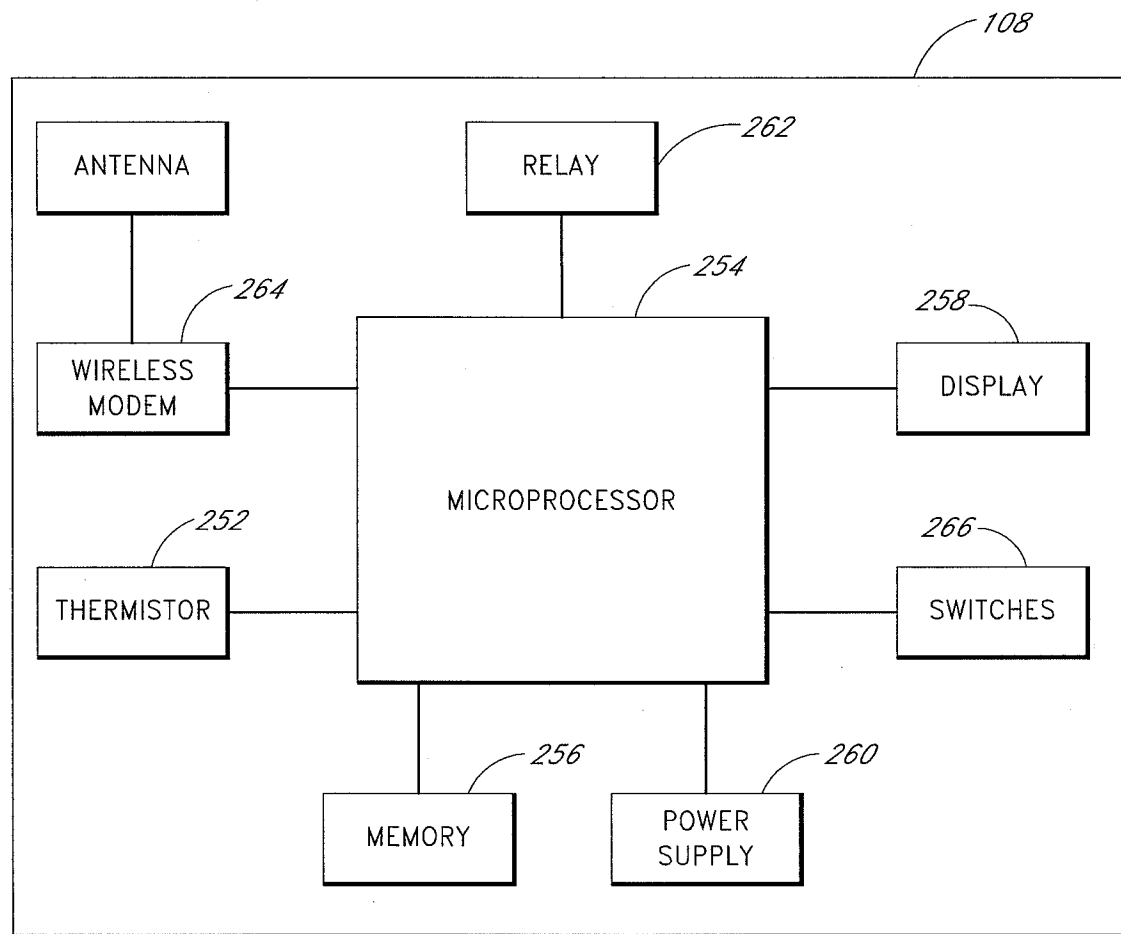 108
ANTENNA
RELAY
262
264
254
258
WIRELESS
MODEM
DISPLAY
MICROPROCESSOR
252
266
THERMISTOR
SWITCHES
256
260
MEMORY
POWER
SUPPLY